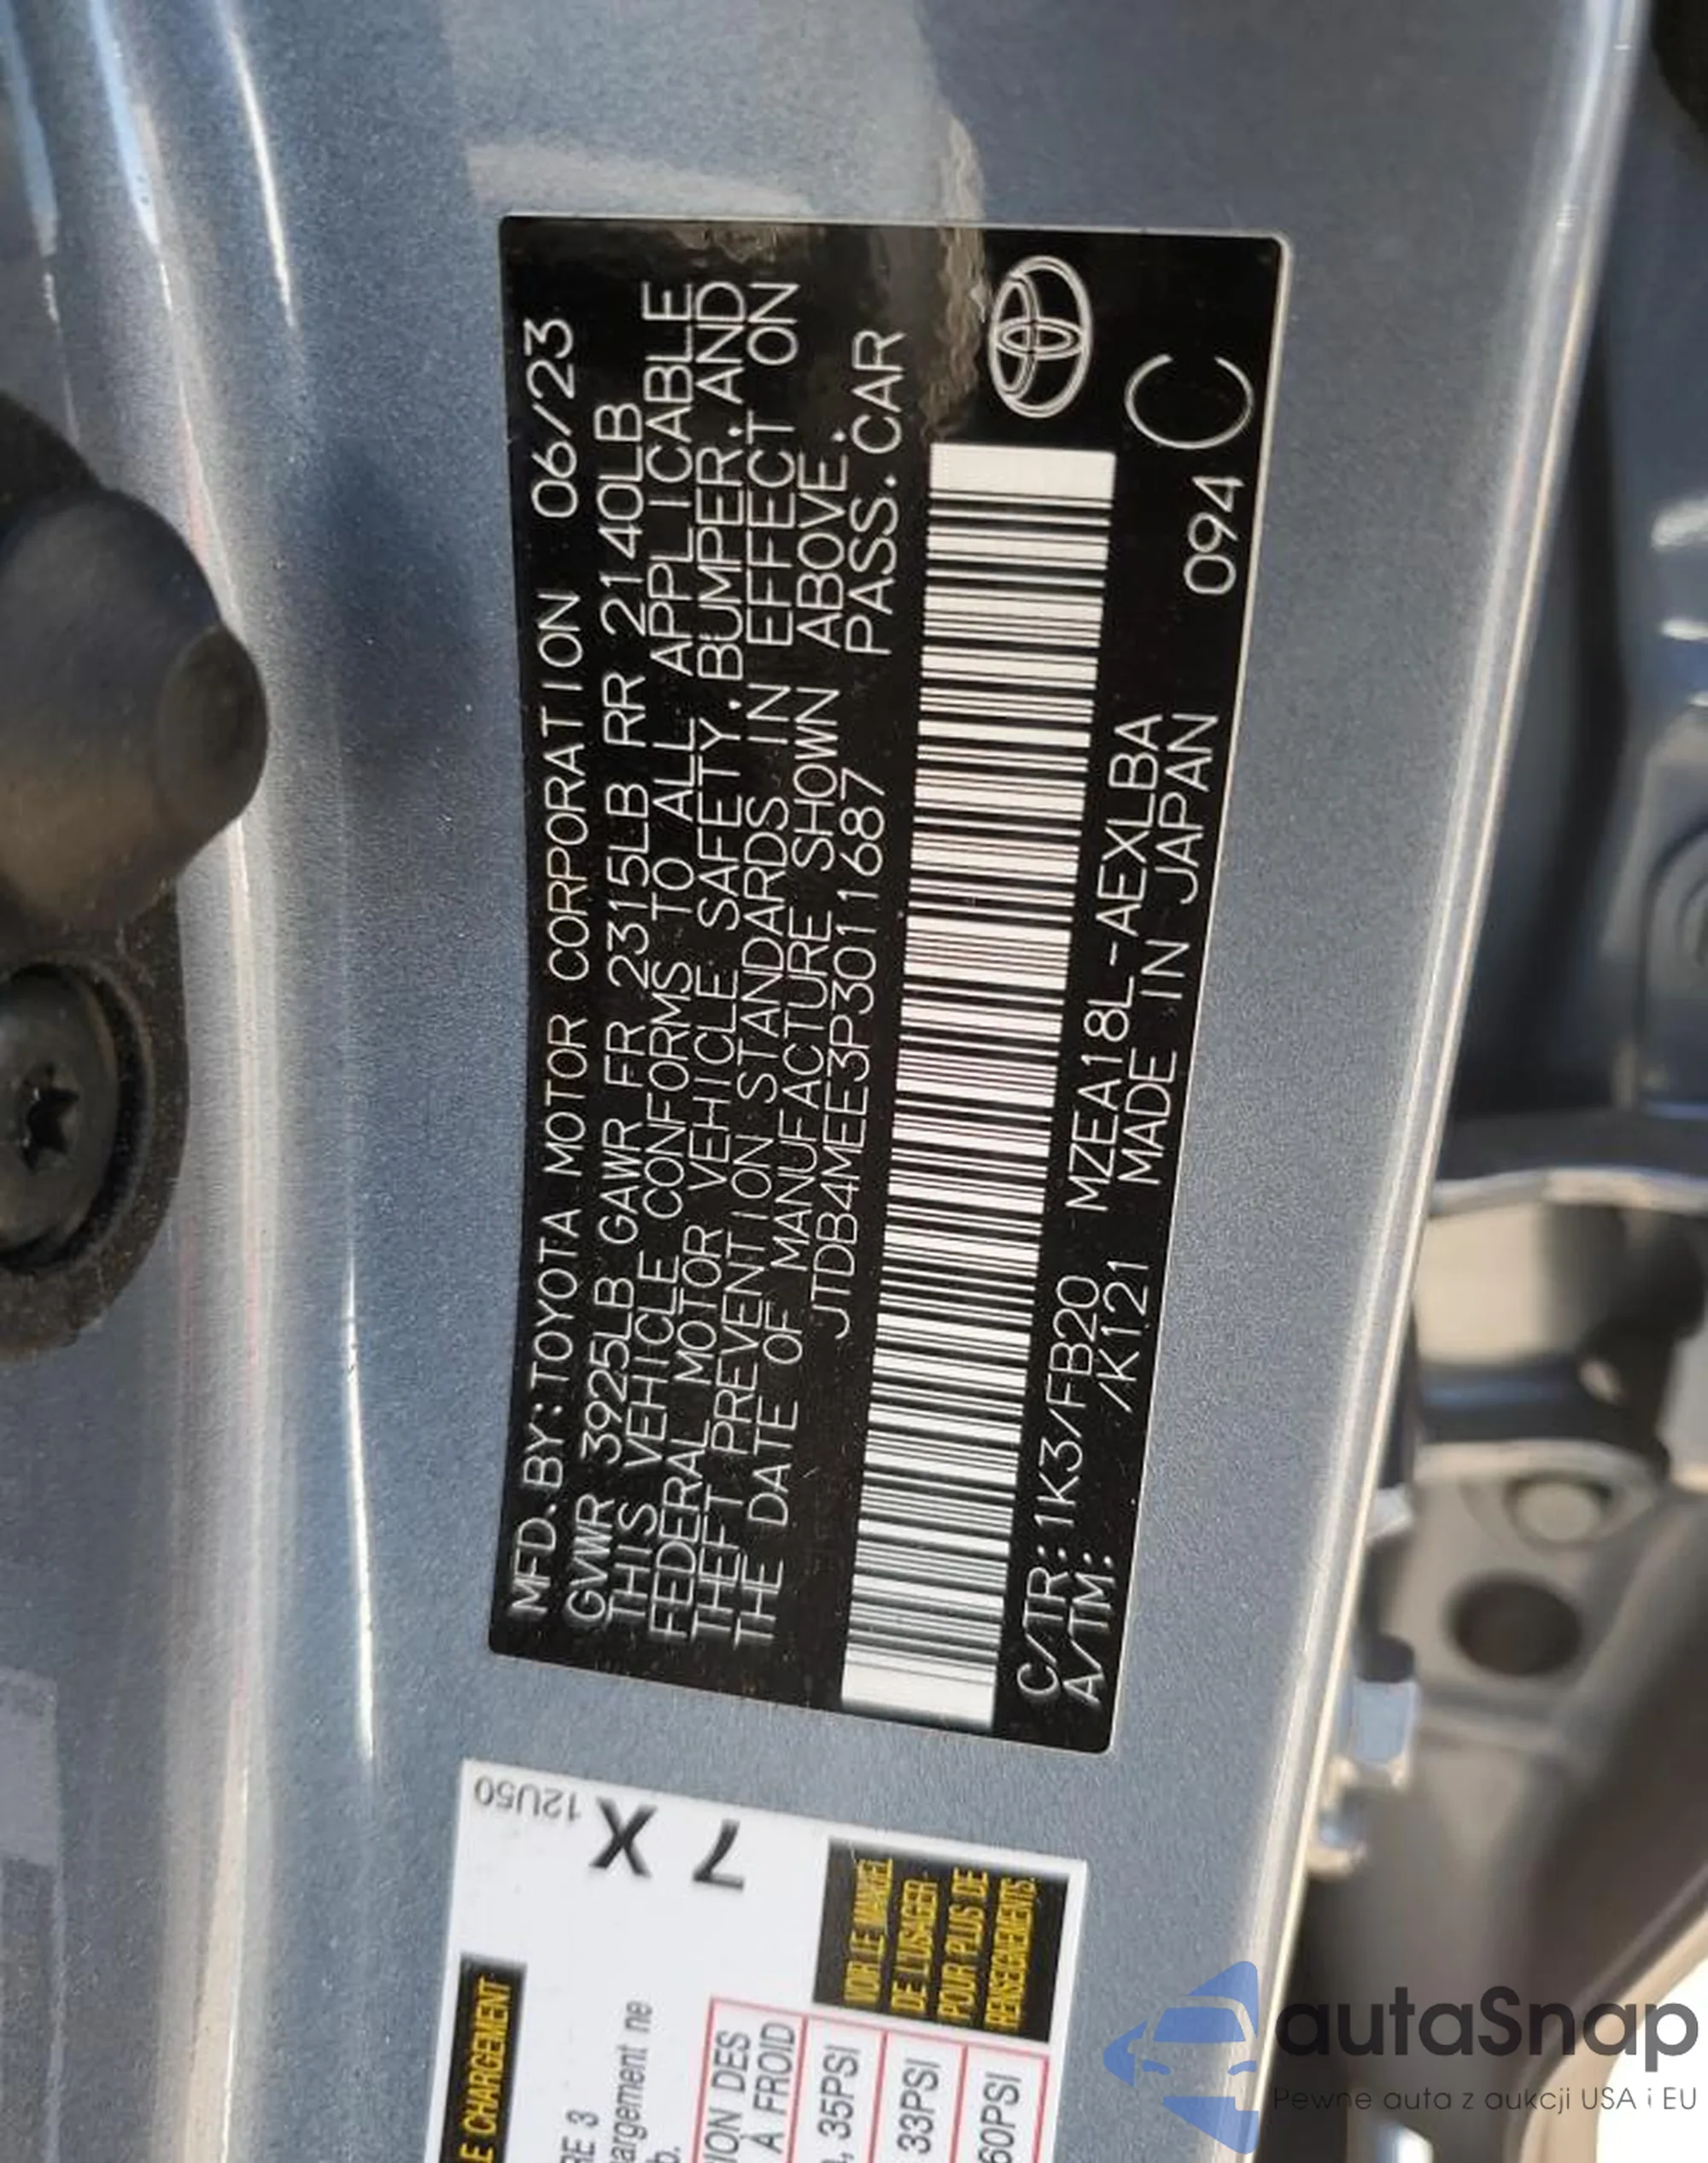 MFD.BY:TOYOTA MOTOR CORPORATION 06/23
GVWR 3925LB GAWR FR 2315LB RR 2140LB
THIS VEHICLE CONFORMS TO ALL APPLICABLE
FEDERAL MOTOR VEHICLE SAFETY, BUMPER, AND
THEFT PREVENTION STANDARDS IN EFFECT ON
THE DATE OF MANUFACTURE SHOWN ABOVE.
JTDB4MEE3P3011687 PASS. CAR
C/TR:1K3/FB20 MZEA18L-AEXLBA 094
A/TM: /K121 MADE IN JAPAN
C
12U50
7 X
VOIR LE MANUEL
DE L'USAGER
POUR PLUS DE
RENSEIGNEMENTS.
LE CHARGEMENT
RE 3
argement ne
b.
ION DES
À FROID
35PSI
33PSI
60PSI
autaSnap
Pewne auta z aukcji USA i EU